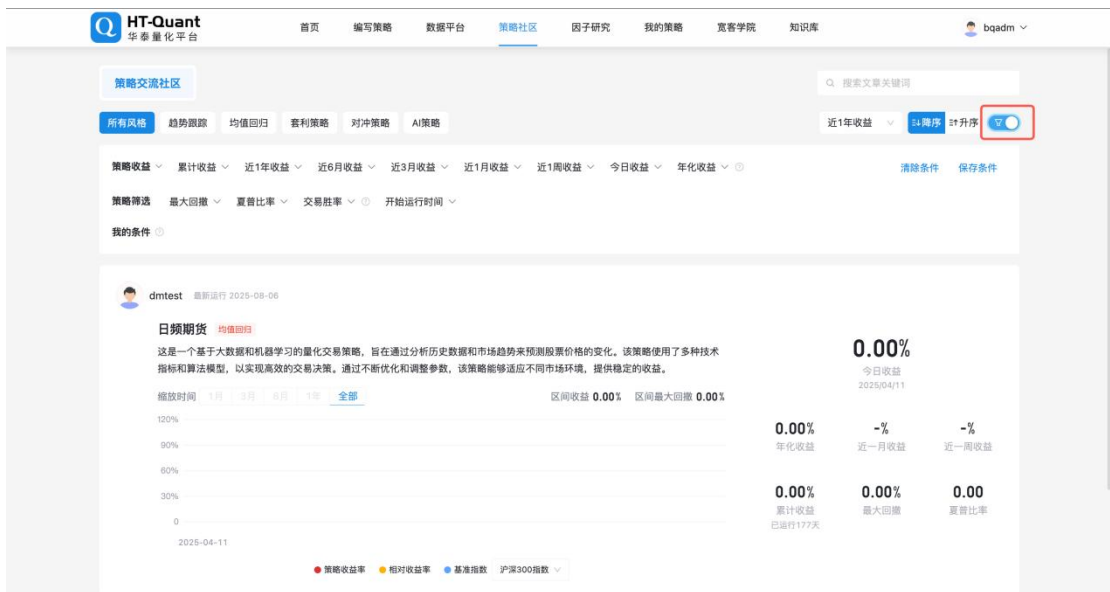 HT-Quant
华泰量化平台
首页 编写策略 数据平台 策略社区 因子研究 我的策略 宽客学院 知识库 bqadm
策略交流社区 搜索文章关键词
所有风格 趋势跟踪 均值回归 套利策略 对冲策略 AI策略 近1年收益 降序 升序
策略收益 累计收益 近1年收益 近6月收益 近3月收益 近1月收益 近1周收益 今日收益 年化收益 清除条件 保存条件
策略筛选 最大回撤 夏普比率 交易胜率 开始运行时间
我的条件
dmtest 最新运行 2025-08-06
日频期货 均值回归
这是一个基于大数据和机器学习的量化交易策略，旨在通过分析历史数据和市场趋势来预测股票价格的变化。该策略使用了多种技术
指标和算法模型，以实现高效的交易决策。通过不断优化和调整参数，该策略能够适应不同市场环境，提供稳定的收益。
0.00%
今日收益
2025/04/11
缩放时间 1月 3月 6月 1年 全部 区间收益 0.00% 区间最大回撤 0.00%
120%
90%
60%
30%
0
2025-04-11
策略收益率 相对收益率 基准指数 沪深300指数
0.00% -% -%
年化收益 近一月收益 近一周收益
0.00% 0.00% 0.00
累计收益 最大回撤 夏普比率
已运行177天